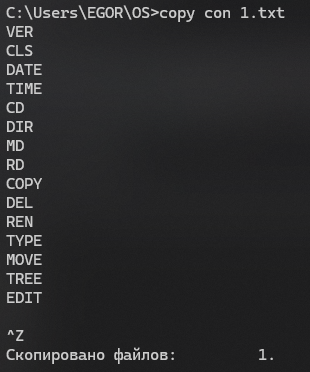 C:\Users\EGOR\OS>copy con 1.txt
VER
CLS
DATE
TIME
CD
DIR
MD
RD
COPY
DEL
REN
TYPE
MOVE
TREE
EDIT
^Z
Скопировано файлов:         1.